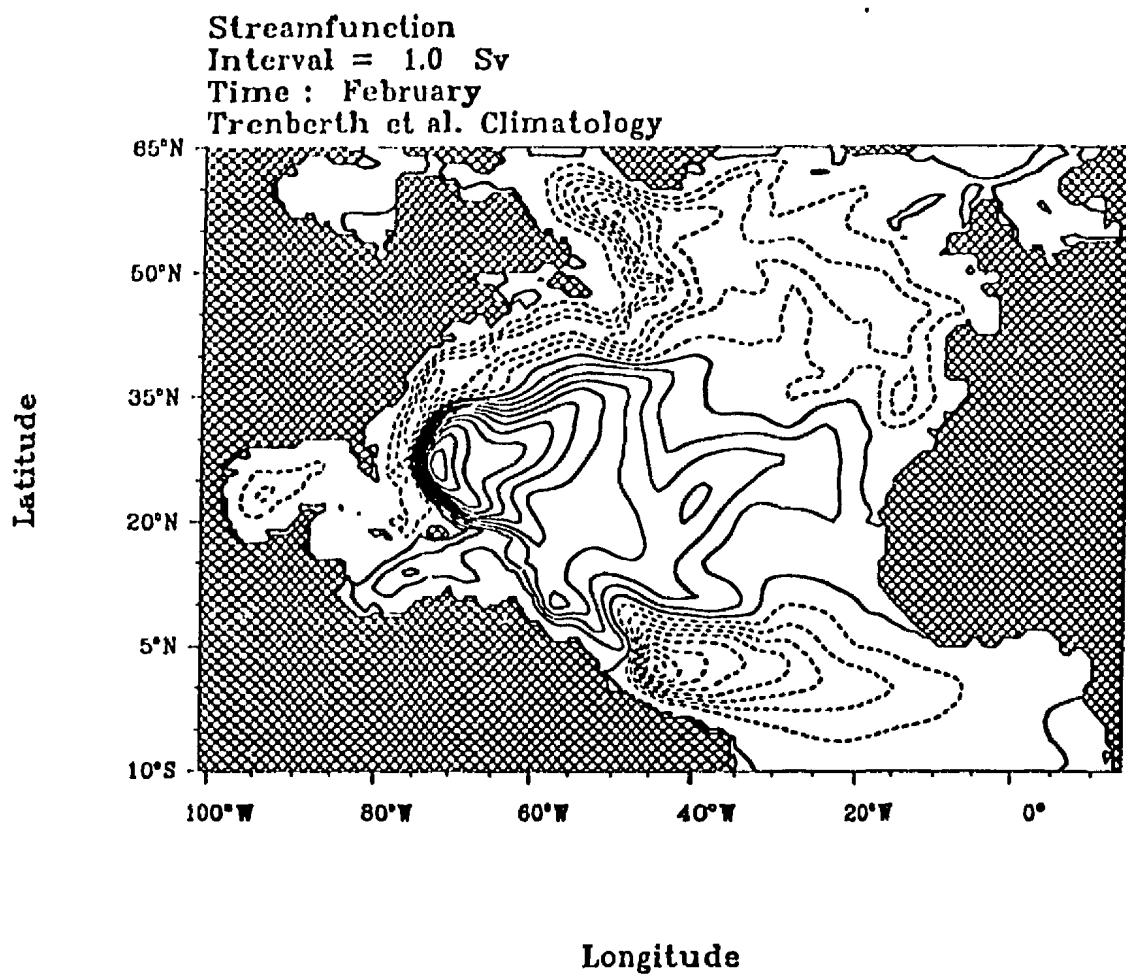 Streamfunction
Interval = 1.0 Sv
Time : February
Trenberth et al. Climatology
65°N
50°N
35°N
20°N
5°N
10°S
Latitude
100°W 80°W 60°W 40°W 20°W 0°
Longitude